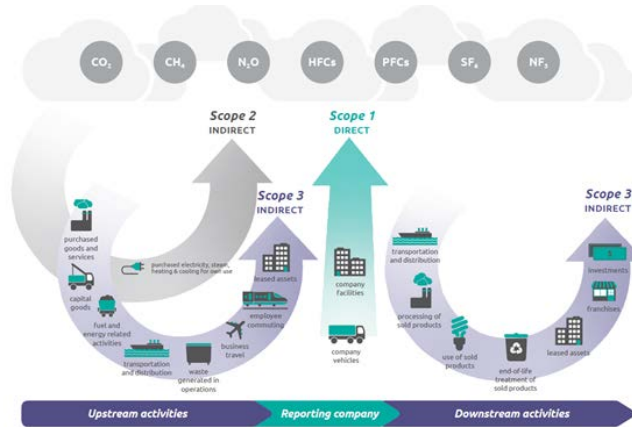 CO₂
CH₄
N₂O
HFCs
PFCs
SF₆
NF₃
Scope 2
INDIRECT
Scope 1
DIRECT
Scope 3
INDIRECT
Scope 3
INDIRECT
purchased
goods and
services
capital
goods
fuel and
energy related
activities
transportation
and distribution
waste
generated in
operations
business
travel
employee
commuting
leased assets
purchased electricity, steam,
heating & cooling for own use
company
facilities
company
vehicles
transportation
and distribution
processing of
sold products
use of sold
products
end-of-life
treatment of
sold products
leased assets
franchises
investments
Upstream activities
Reporting company
Downstream activities